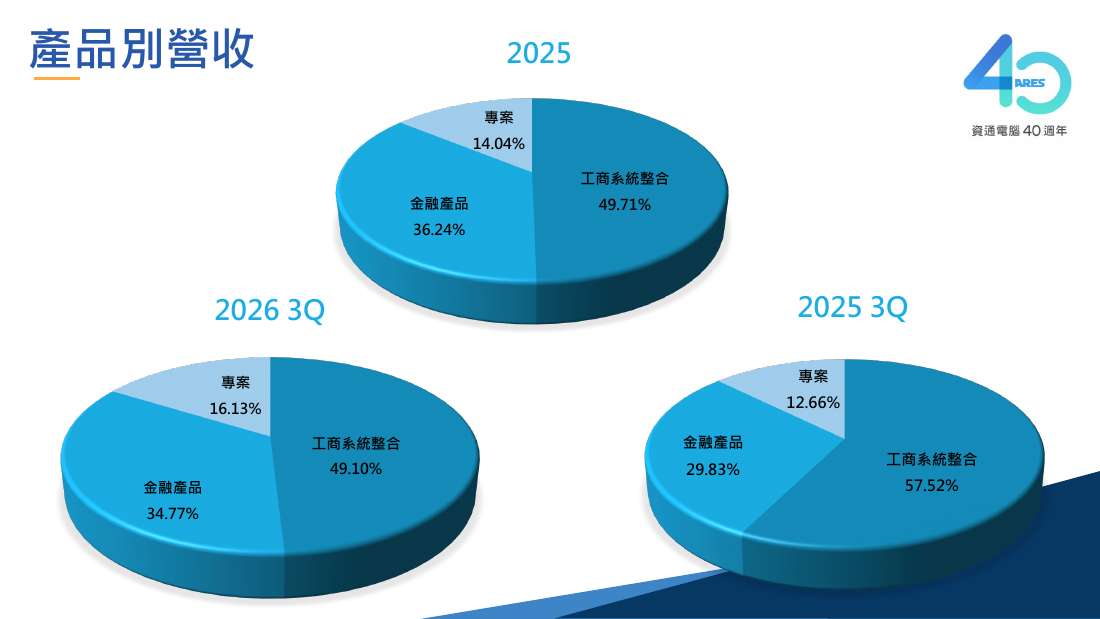 產品別營收
2025
專案
14.04%
工商系統整合
49.71%
金融產品
36.24%
40
ARES
資通電腦 40 週年
2026 3Q
專案
16.13%
工商系統整合
49.10%
金融產品
34.77%
2025 3Q
專案
12.66%
金融產品
29.83%
工商系統整合
57.52%